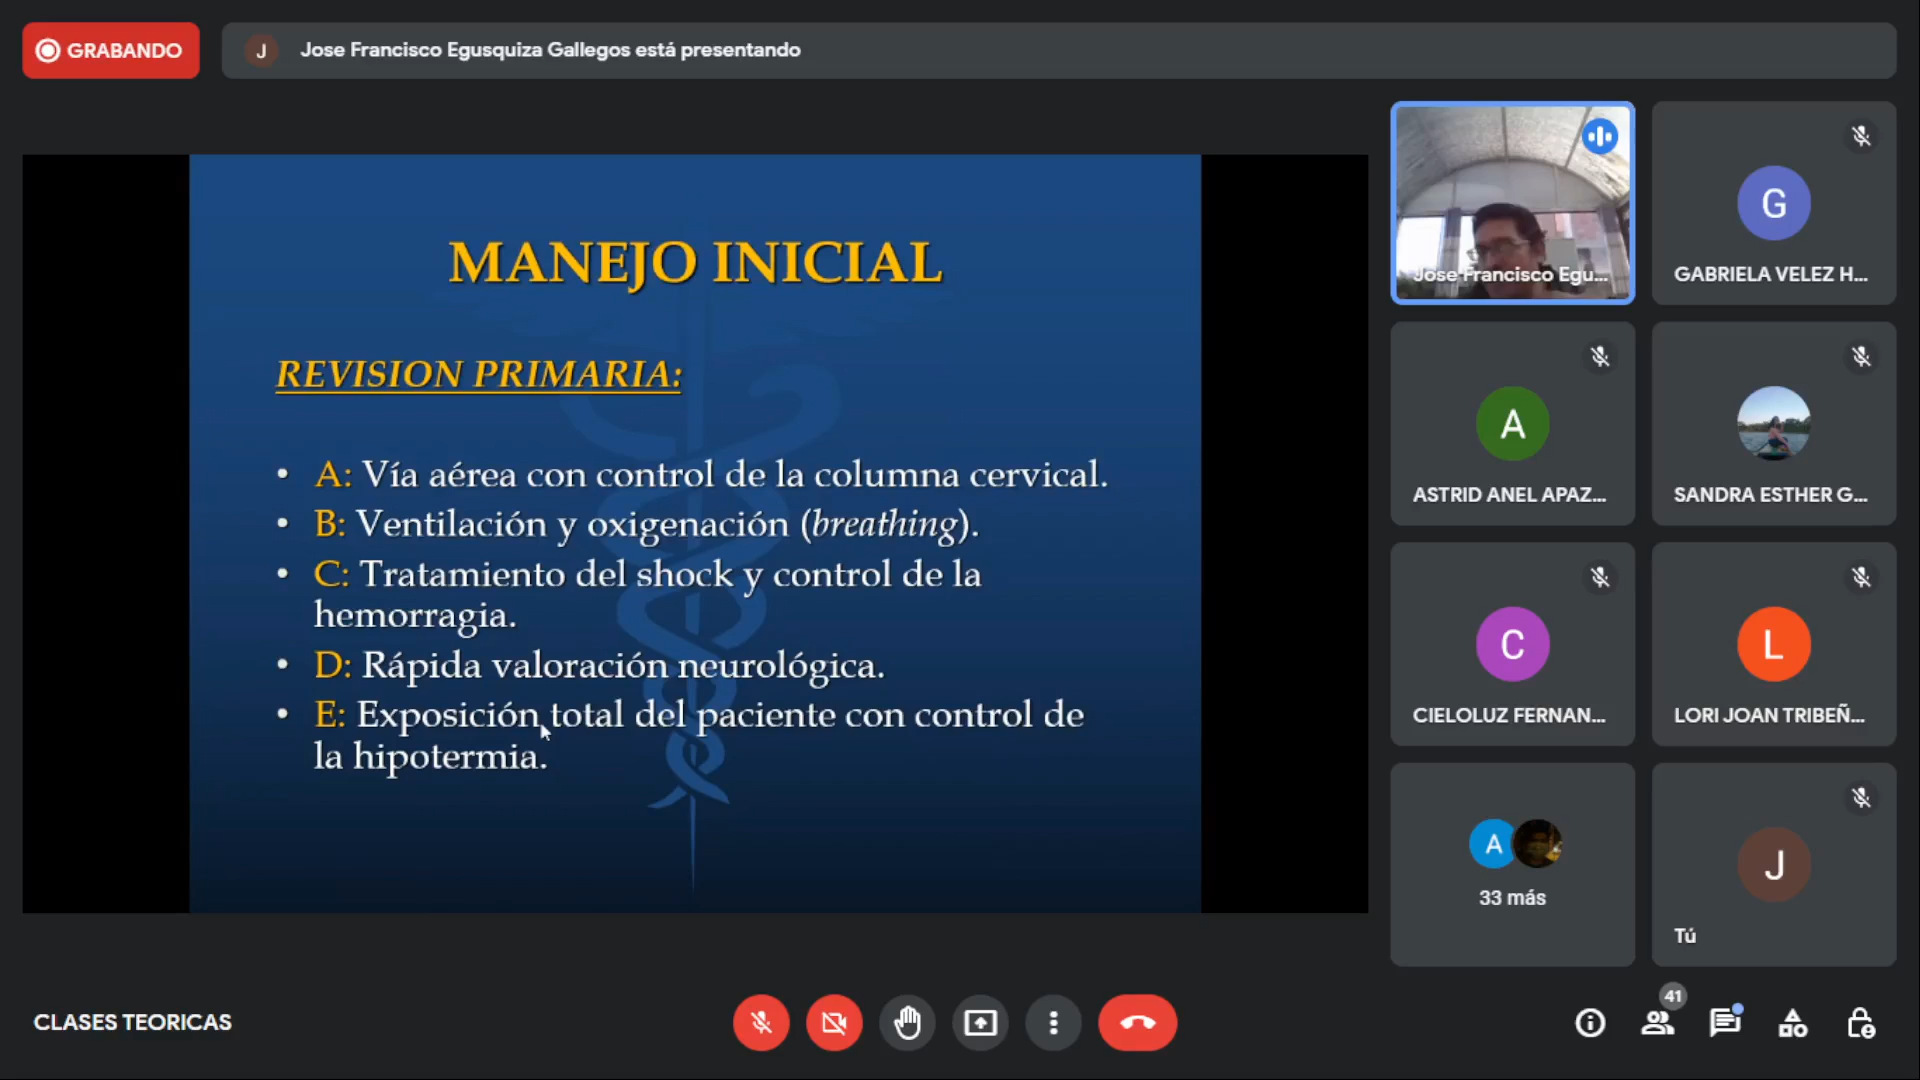 GRABANDO
J
Jose Francisco Egusquiza Gallegos está presentando
MANEJO INICIAL
REVISION PRIMARIA:
• A: Vía aérea con control de la columna cervical.
• B: Ventilación y oxigenación (breathing).
• C: Tratamiento del shock y control de la
hemorragia.
• D: Rápida valoración neurológica.
• E: Exposición total del paciente con control de
la hipotermia.
Jose Francisco Egu...
G
GABRIELA VELEZ H...
A
ASTRID ANEL APAZ...
SANDRA ESTHER G...
C
CIELOLUZ FERNAN...
L
LORI JOAN TRIBEÑ...
A
33 más
J
Tú
CLASES TEORICAS
41